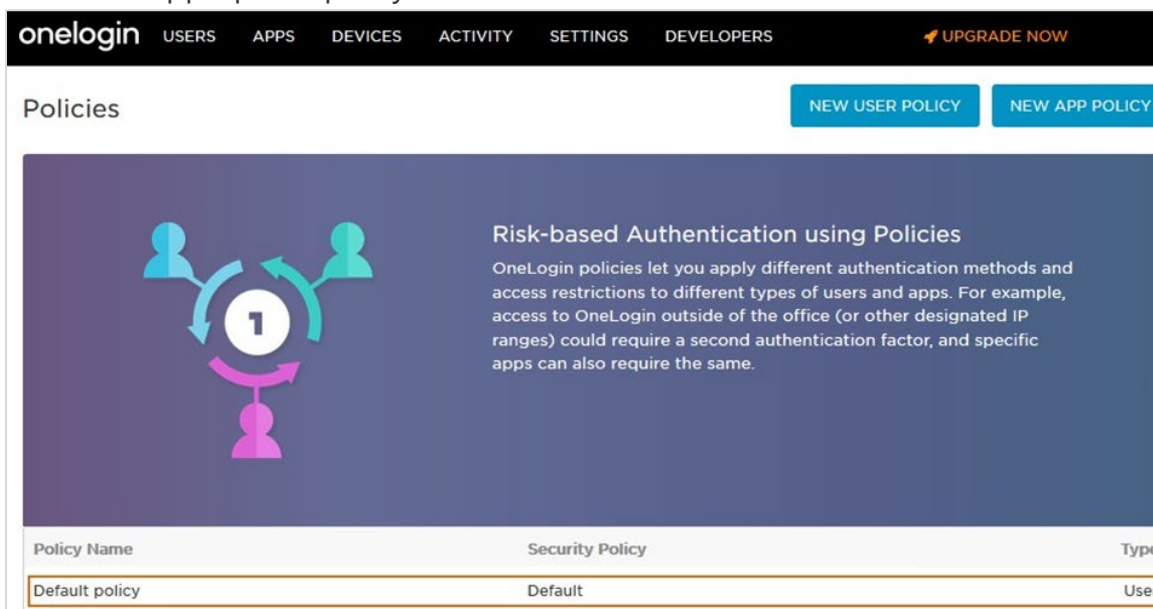 onelogin USERS APPS DEVICES ACTIVITY SETTINGS DEVELOPERS UPGRADE NOW
Policies NEW USER POLICY NEW APP POLICY
Risk-based Authentication using Policies
OneLogin policies let you apply different authentication methods and
access restrictions to different types of users and apps. For example,
access to OneLogin outside of the office (or other designated IP
ranges) could require a second authentication factor, and specific
apps can also require the same.
1
Policy Name Security Policy Type
Default policy Default Use